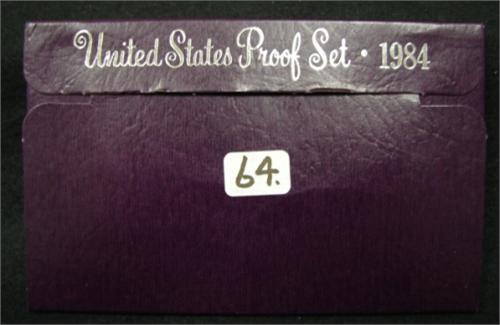 United States Proof Set · 1984
64.